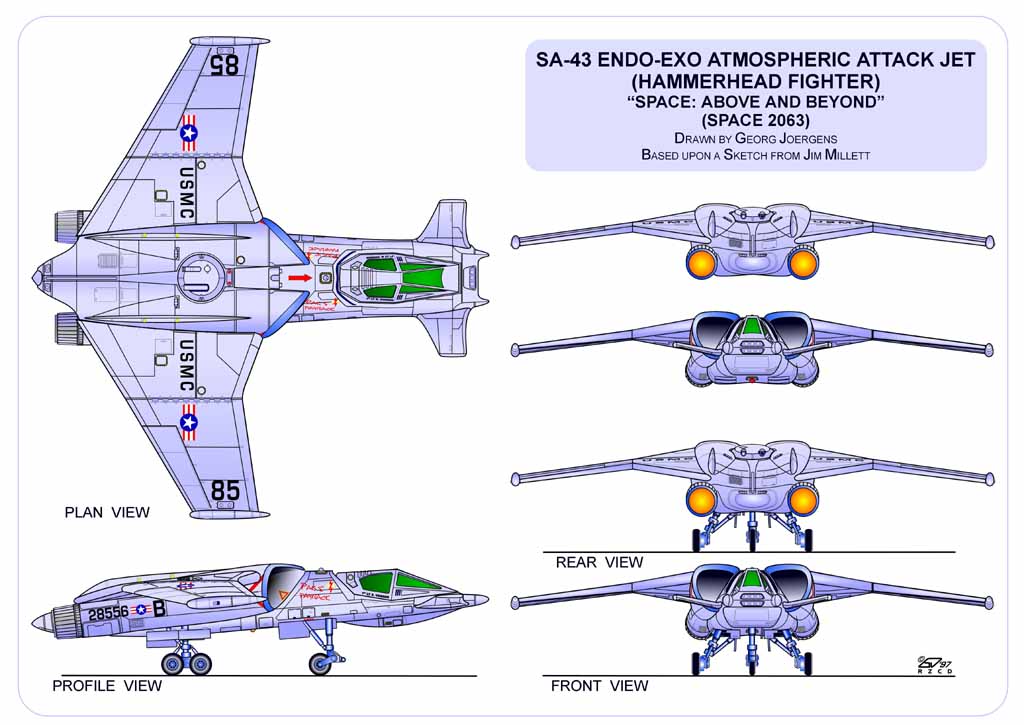 SA-43 ENDO-EXO ATMOSPHERIC ATTACK JET
(HAMMERHEAD FIGHTER)
“SPACE: ABOVE AND BEYOND”
(SPACE 2063)
DRAWN BY GEORG JOERGENS
BASED UPON A SKETCH FROM JIM MILLETT
85
USMC
USMC
85
PLAN VIEW
REAR VIEW
28556 B
PROFILE VIEW
FRONT VIEW
©
97
RZCD